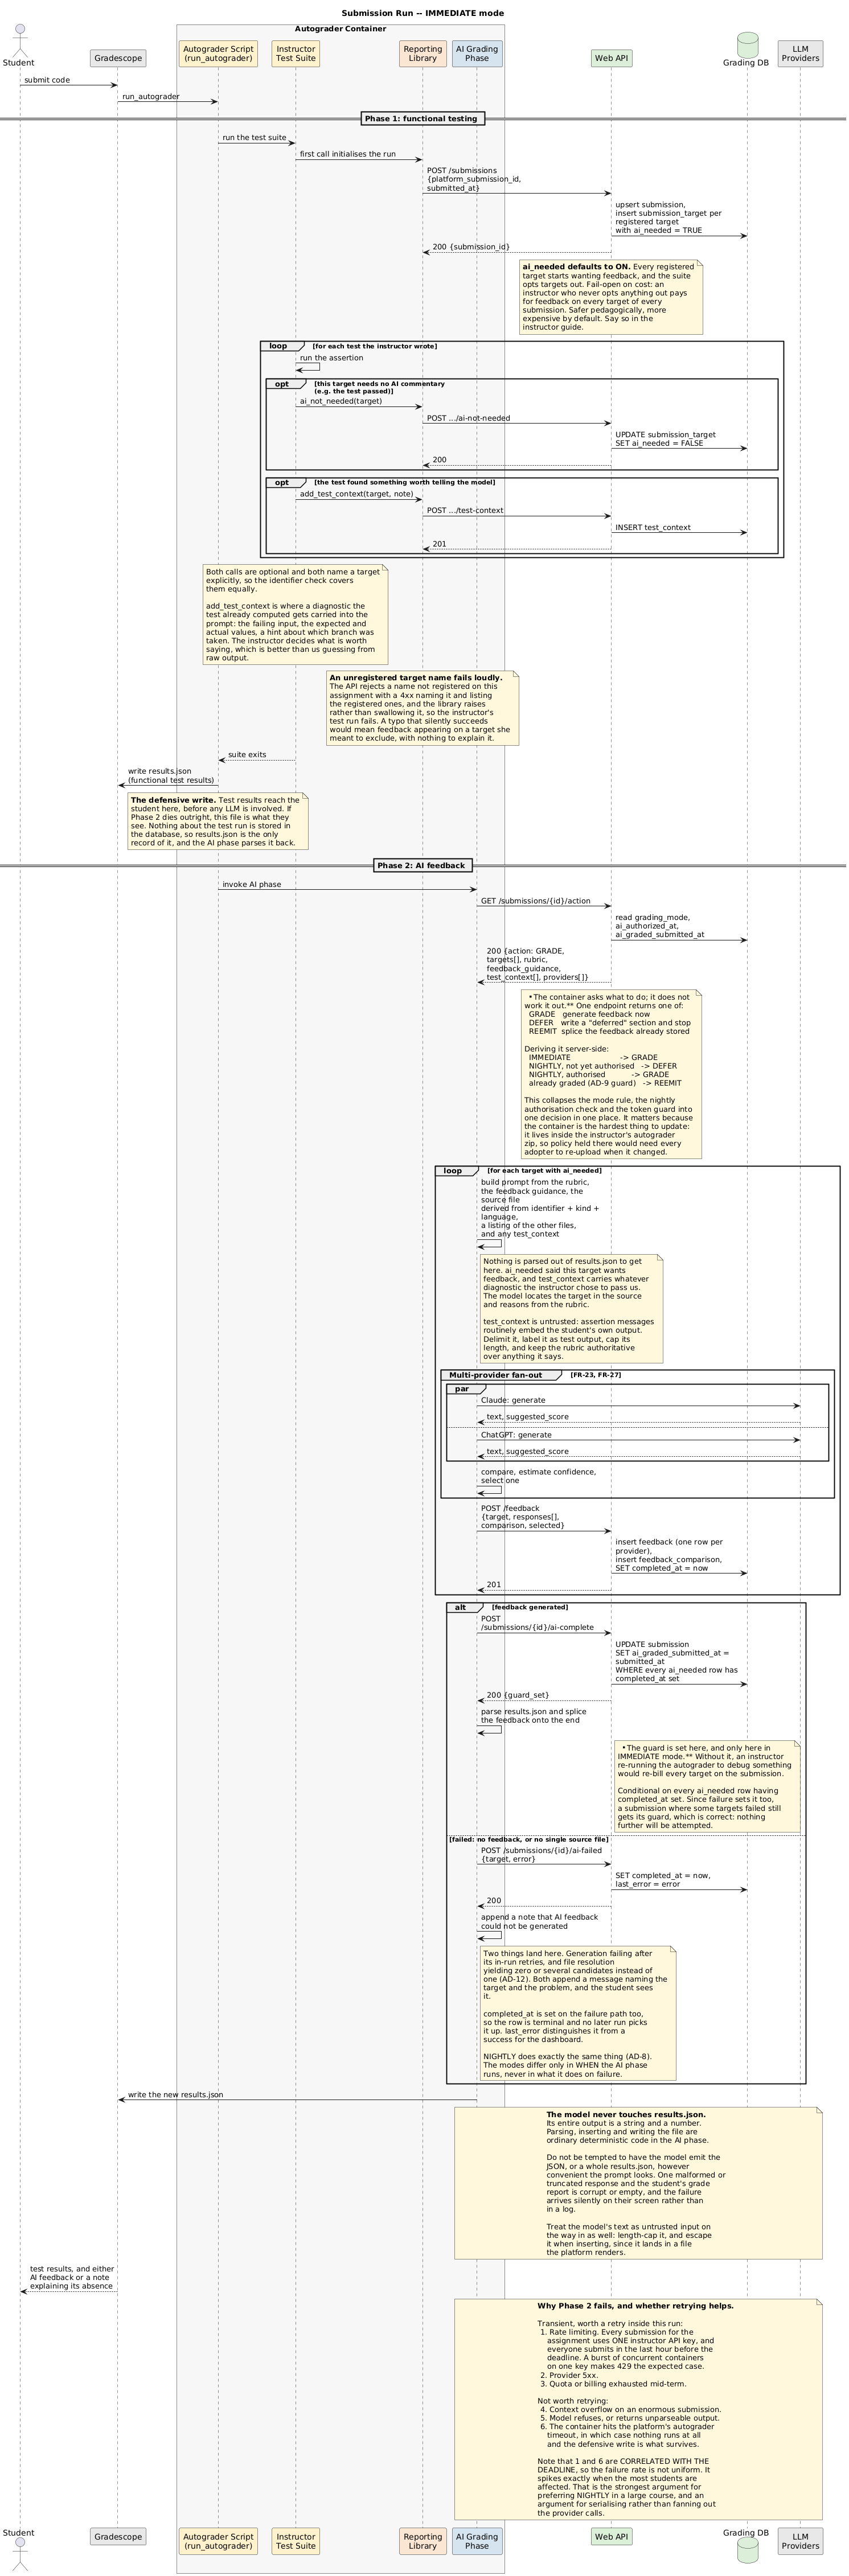 Submission Run -- IMMEDIATE mode
Autograder Container
Student
Gradescope
Autograder Script
(run_autograder)
Instructor
Test Suite
Reporting
Library
AI Grading
Phase
Web API
Grading DB
LLM
Providers
submit code
run_autograder
Phase 1: functional testing
run the test suite
first call initialises the run
POST /submissions
{platform_submission_id,
submitted_at}
upsert submission,
insert submission_target per
registered target
with ai_needed = TRUE
200 {submission_id}
ai_needed defaults to ON. Every registered
target starts wanting feedback, and the suite
opts targets out. Fail-open on cost: an
instructor who never opts anything out pays
for feedback on every target of every
submission. Safer pedagogically, more
expensive by default. Say so in the
instructor guide.
loop [for each test the instructor wrote]
run the assertion
opt [this target needs no AI commentary
(e.g. the test passed)]
ai_not_needed(target)
POST .../ai-not-needed
UPDATE submission_target
SET ai_needed = FALSE
200
opt [the test found something worth telling the model]
add_test_context(target, note)
POST .../test-context
INSERT test_context
201
Both calls are optional and both name a target
explicitly, so the identifier check covers
them equally.
add_test_context is where a diagnostic the
test already computed gets carried into the
prompt: the failing input, the expected and
actual values, a hint about which branch was
taken. The instructor decides what is worth
saying, which is better than us guessing from
raw output.
An unregistered target name fails loudly.
The API rejects a name not registered on this
assignment with a 4xx naming it and listing
the registered ones, and the library raises
rather than swallowing it, so the instructor's
test run fails. A typo that silently succeeds
would mean feedback appearing on a target she
meant to exclude, with nothing to explain it.
suite exits
write results.json
(functional test results)
The defensive write. Test results reach the
student here, before any LLM is involved. If
Phase 2 dies outright, this file is what they
see. Nothing about the test run is stored in
the database, so results.json is the only
record of it, and the AI phase parses it back.
Phase 2: AI feedback
invoke AI phase
GET /submissions/{id}/action
read grading_mode,
ai_authorized_at,
ai_graded_submitted_at
200 {action: GRADE,
targets[], rubric,
feedback_guidance,
test_context[], providers[]}
• The container asks what to do; it does not
work it out.** One endpoint returns one of:
GRADE generate feedback now
DEFER write a "deferred" section and stop
REEMIT splice the feedback already stored
Deriving it server-side:
IMMEDIATE -> GRADE
NIGHTLY, not yet authorised -> DEFER
NIGHTLY, authorised -> GRADE
already graded (AD-9 guard) -> REEMIT
This collapses the mode rule, the nightly
authorisation check and the token guard into
one decision in one place. It matters because
the container is the hardest thing to update:
it lives inside the instructor's autograder
zip, so policy held there would need every
adopter to re-upload when it changed.
loop [for each target with ai_needed]
build prompt from the rubric,
the feedback guidance, the
source file
derived from identifier + kind +
language,
a listing of the other files,
and any test_context
Nothing is parsed out of results.json to get
here. ai_needed said this target wants
feedback, and test_context carries whatever
diagnostic the instructor chose to pass us.
The model locates the target in the source
and reasons from the rubric.
test_context is untrusted: assertion messages
routinely embed the student's own output.
Delimit it, label it as test output, cap its
length, and keep the rubric authoritative
over anything it says.
Multi-provider fan-out [FR-23, FR-27]
par
Claude: generate
text, suggested_score
ChatGPT: generate
text, suggested_score
compare, estimate confidence,
select one
POST /feedback
{target, responses[],
comparison, selected}
insert feedback (one row per
provider),
insert feedback_comparison,
SET completed_at = now
201
alt [feedback generated]
POST
/submissions/{id}/ai-complete
UPDATE submission
SET ai_graded_submitted_at =
submitted_at
WHERE every ai_needed row has
completed_at set
200 {guard_set}
parse results.json and splice
the feedback onto the end
• The guard is set here, and only here in
IMMEDIATE mode.** Without it, an instructor
re-running the autograder to debug something
would re-bill every target on the submission.
Conditional on every ai_needed row having
completed_at set. Since failure sets it too,
a submission where some targets failed still
gets its guard, which is correct: nothing
further will be attempted.
[failed: no feedback, or no single source file]
POST /submissions/{id}/ai-failed
{target, error}
SET completed_at = now,
last_error = error
200
append a note that AI feedback
could not be generated
Two things land here. Generation failing after
its in-run retries, and file resolution
yielding zero or several candidates instead of
one (AD-12). Both append a message naming the
target and the problem, and the student sees
it.
completed_at is set on the failure path too,
so the row is terminal and no later run picks
it up. last_error distinguishes it from a
success for the dashboard.
NIGHTLY does exactly the same thing (AD-8).
The modes differ only in WHEN the AI phase
runs, never in what it does on failure.
write the new results.json
The model never touches results.json.
Its entire output is a string and a number.
Parsing, inserting and writing the file are
ordinary deterministic code in the AI phase.
Do not be tempted to have the model emit the
JSON, or a whole results.json, however
convenient the prompt looks. One malformed or
truncated response and the student's grade
report is corrupt or empty, and the failure
arrives silently on their screen rather than
in a log.
Treat the model's text as untrusted input on
the way in as well: length-cap it, and escape
it when inserting, since it lands in a file
the platform renders.
test results, and either
AI feedback or a note
explaining its absence
Why Phase 2 fails, and whether retrying helps.
Transient, worth a retry inside this run:
1. Rate limiting. Every submission for the
assignment uses ONE instructor API key, and
everyone submits in the last hour before the
deadline. A burst of concurrent containers
on one key makes 429 the expected case.
2. Provider 5xx.
3. Quota or billing exhausted mid-term.
Not worth retrying:
4. Context overflow on an enormous submission.
5. Model refuses, or returns unparseable output.
6. The container hits the platform's autograder
timeout, in which case nothing runs at all
and the defensive write is what survives.
Note that 1 and 6 are CORRELATED WITH THE
DEADLINE, so the failure rate is not uniform. It
spikes exactly when the most students are
affected. That is the strongest argument for
preferring NIGHTLY in a large course, and an
argument for serialising rather than fanning out
the provider calls.
Student
Gradescope
Autograder Script
(run_autograder)
Instructor
Test Suite
Reporting
Library
AI Grading
Phase
Web API
Grading DB
LLM
Providers